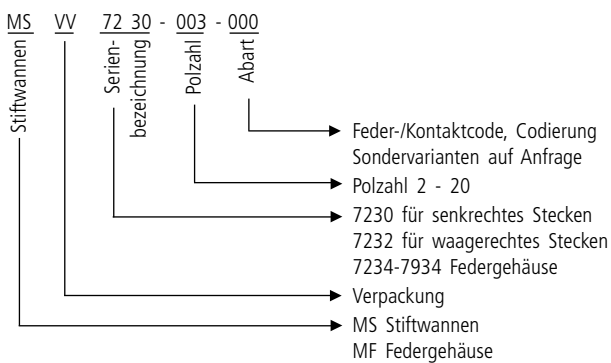 MS VV 72 30 - 003 - 000
Stiftwannen
Serien-
bezeichnung
Polzahl
Abart
Feder-/Kontaktcode, Codierung
Sondervarianten auf Anfrage
Polzahl 2 - 20
7230 für senkrechtes Stecken
7232 für waagerechtes Stecken
7234-7934 Federgehäuse
Verpackung
MS Stiftwannen
MF Federgehäuse